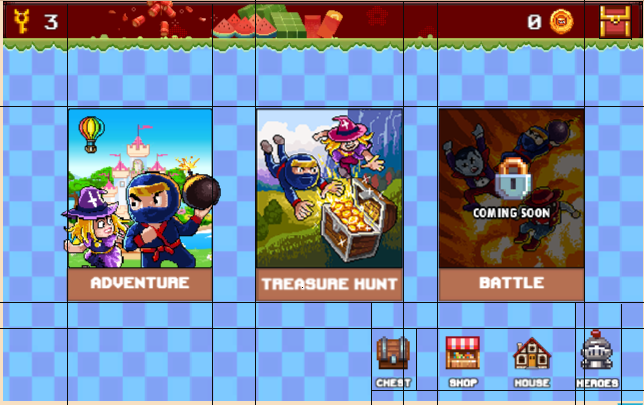 3
0
COMING SOON
ADVENTURE
TREASURE HUNT
BATTLE
CHEST
SHOP
HOUSE
HEROES